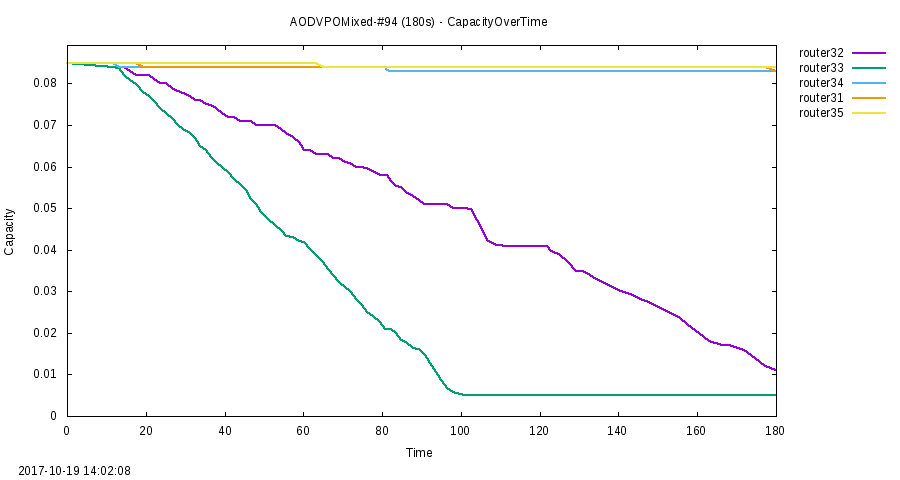 AODVPOMixed-#94 (180s) - CapacityOverTime
router32
router33
router34
router31
router35
0.08
0.07
0.06
0.05
0.04
0.03
0.02
0.01
0
Capacity
0 20 40 60 80 100 120 140 160 180
Time
2017-10-19 14:02:08